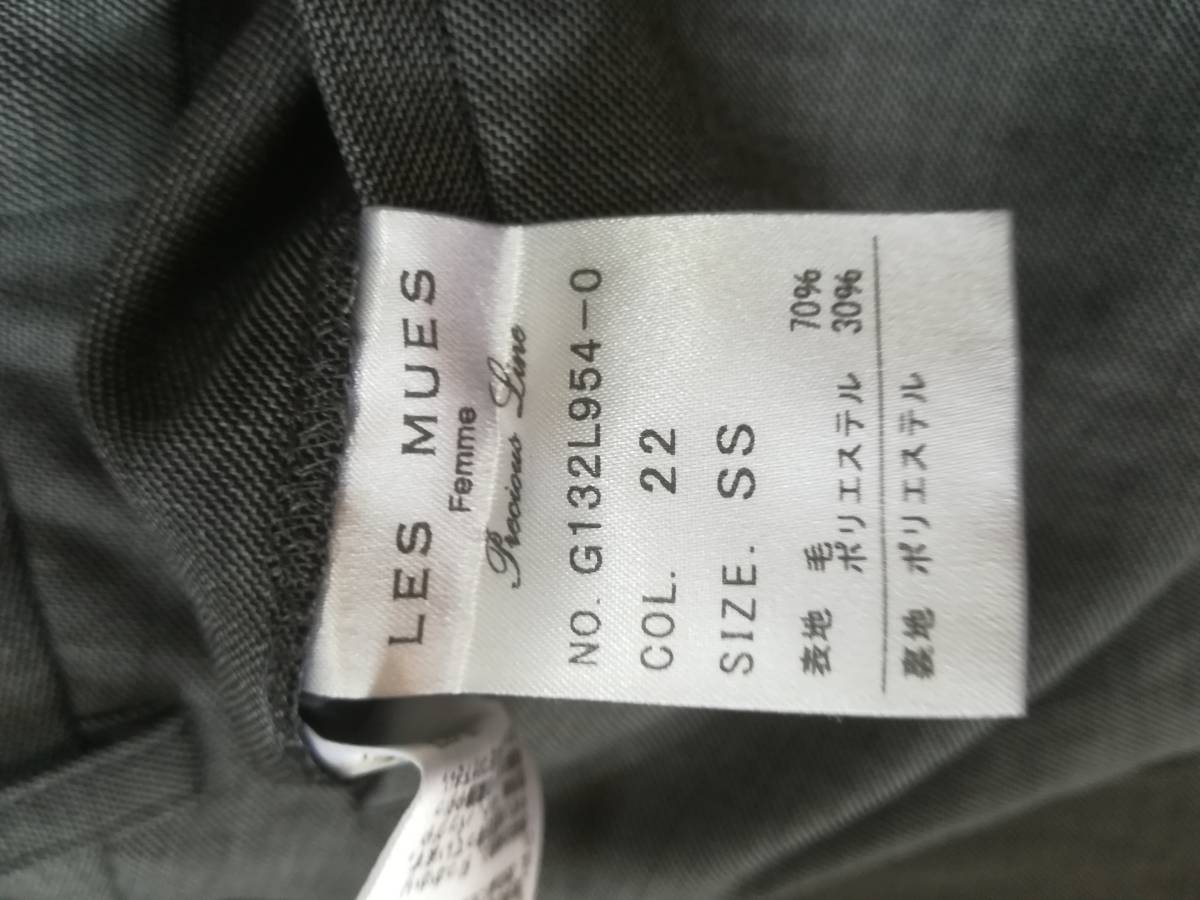 LES MUES
Femme
Precious Line
NO. G132L954-0
COL. 22
SIZE. SS
表地 毛 70%
ポリエステル 30%
裏地 ポリエステル